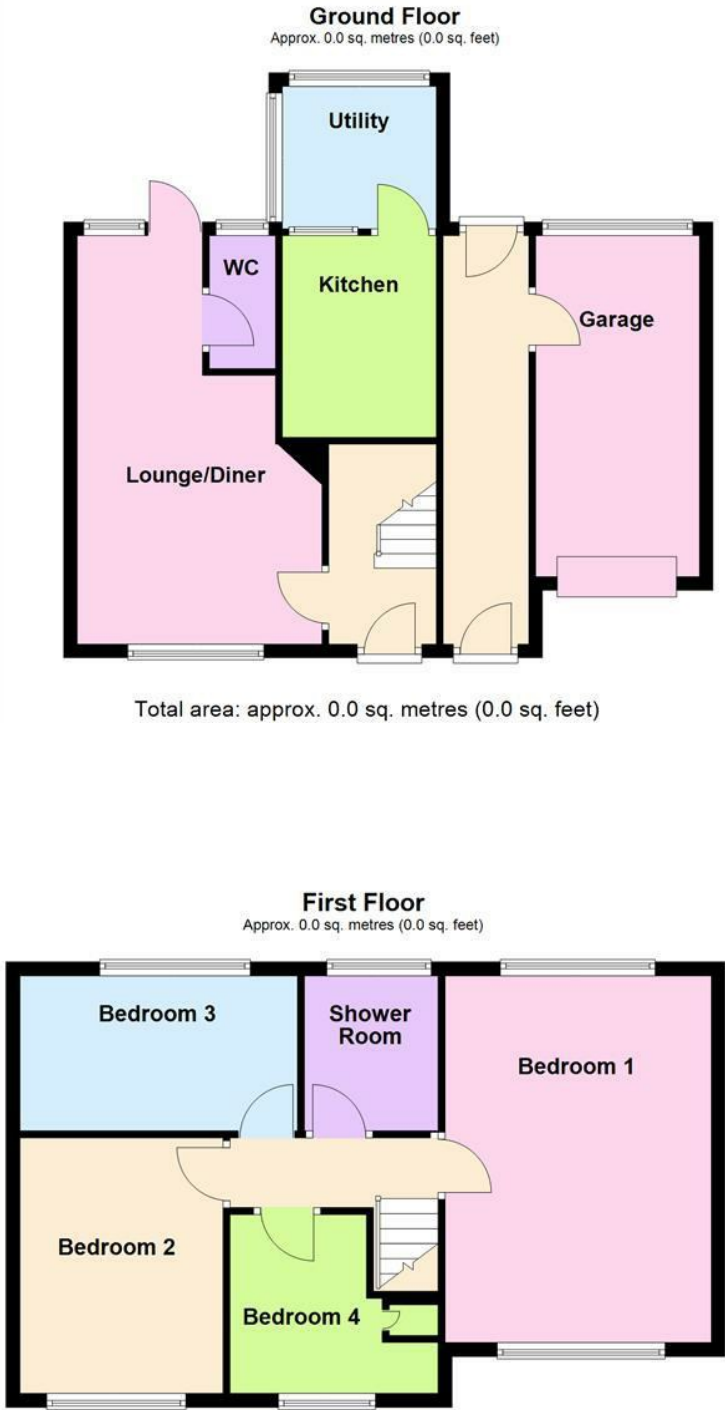 Ground Floor
Approx. 0.0 sq. metres (0.0 sq. feet)
Utility
WC
Kitchen
Garage
Lounge/Diner
Total area: approx. 0.0 sq. metres (0.0 sq. feet)
First Floor
Approx. 0.0 sq. metres (0.0 sq. feet)
Bedroom 3
Shower
Room
Bedroom 1
Bedroom 2
Bedroom 4